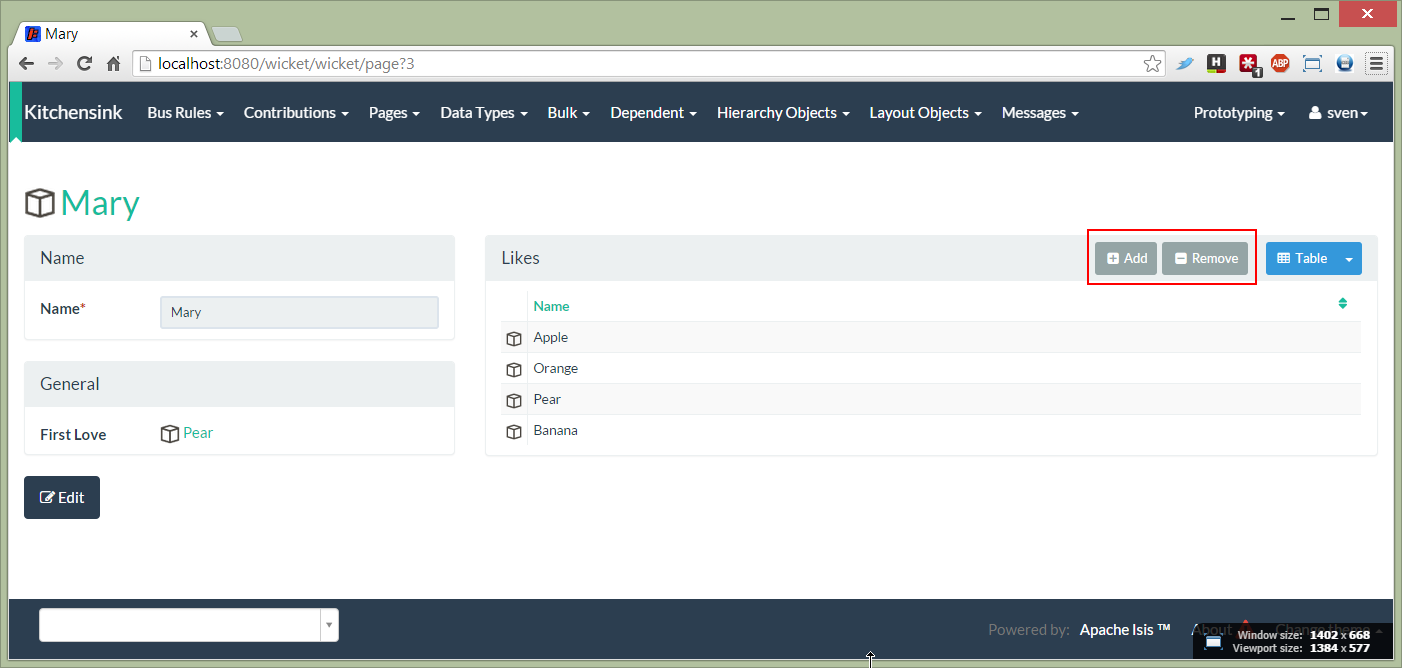 Mary
localhost:8080/wicket/wicket/page?3
H
1
ABP
Kitchensink Bus Rules Contributions Pages Data Types Bulk Dependent Hierarchy Objects Layout Objects Messages Prototyping sven
Mary
Name
Name*
Mary
General
First Love
Pear
Edit
Likes
Add
Remove
Table
Name
Apple
Orange
Pear
Banana
Powered by: Apache Isis ™ About Change theme
Window size: 1402 x 668
Viewport size: 1384 x 577